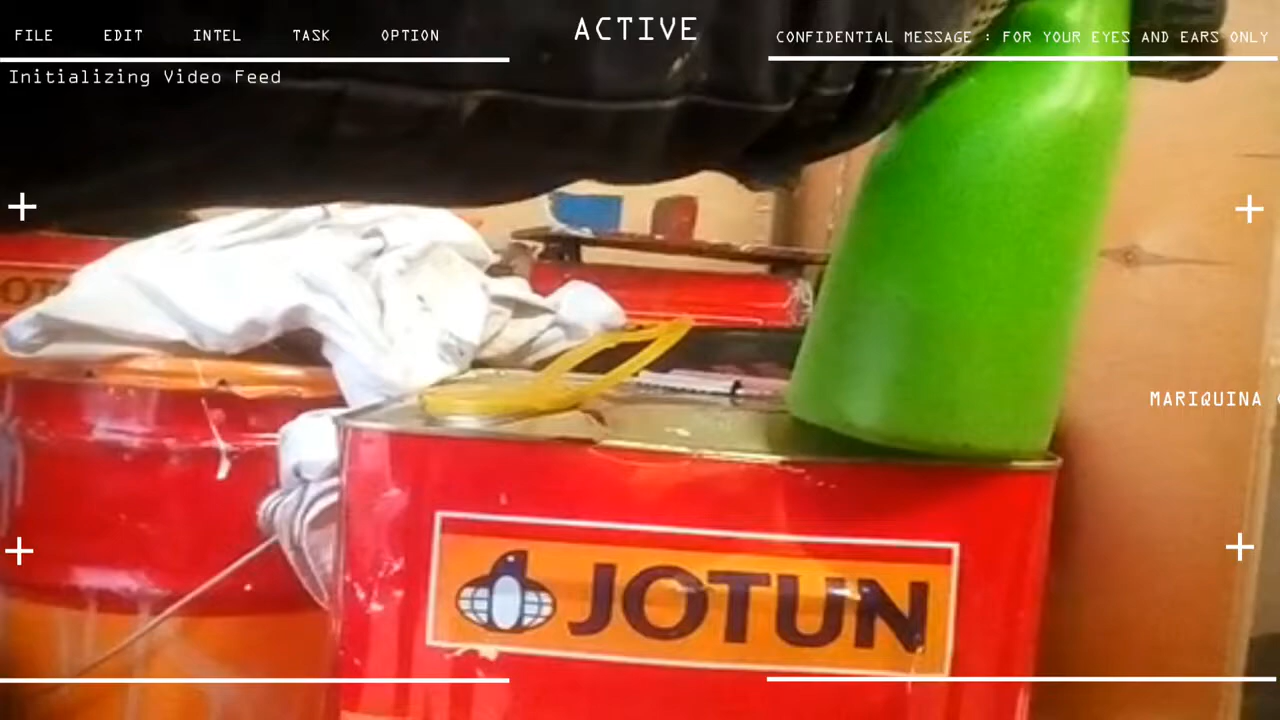 FILE EDIT INTEL TASK OPTION
ACTIVE
CONFIDENTIAL MESSAGE : FOR YOUR EYES AND EARS ONLY
Initializing Video Feed
MARIQUINA
JOTUN